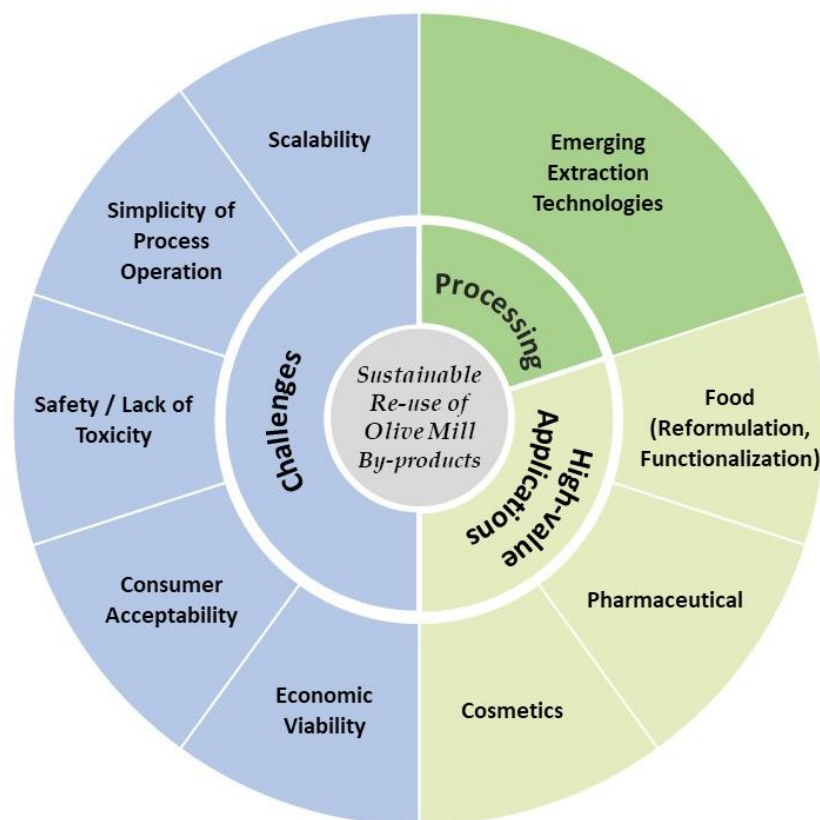 Scalability
Emerging
Extraction
Technologies
Simplicity of
Process
Operation
Processing
Safety / Lack of
Toxicity
Challenges
Sustainable
Re-use of
Olive Mill
By-products
High-value
Applications
Food
(Reformulation,
Functionalization)
Consumer
Acceptability
Pharmaceutical
Economic
Viability
Cosmetics